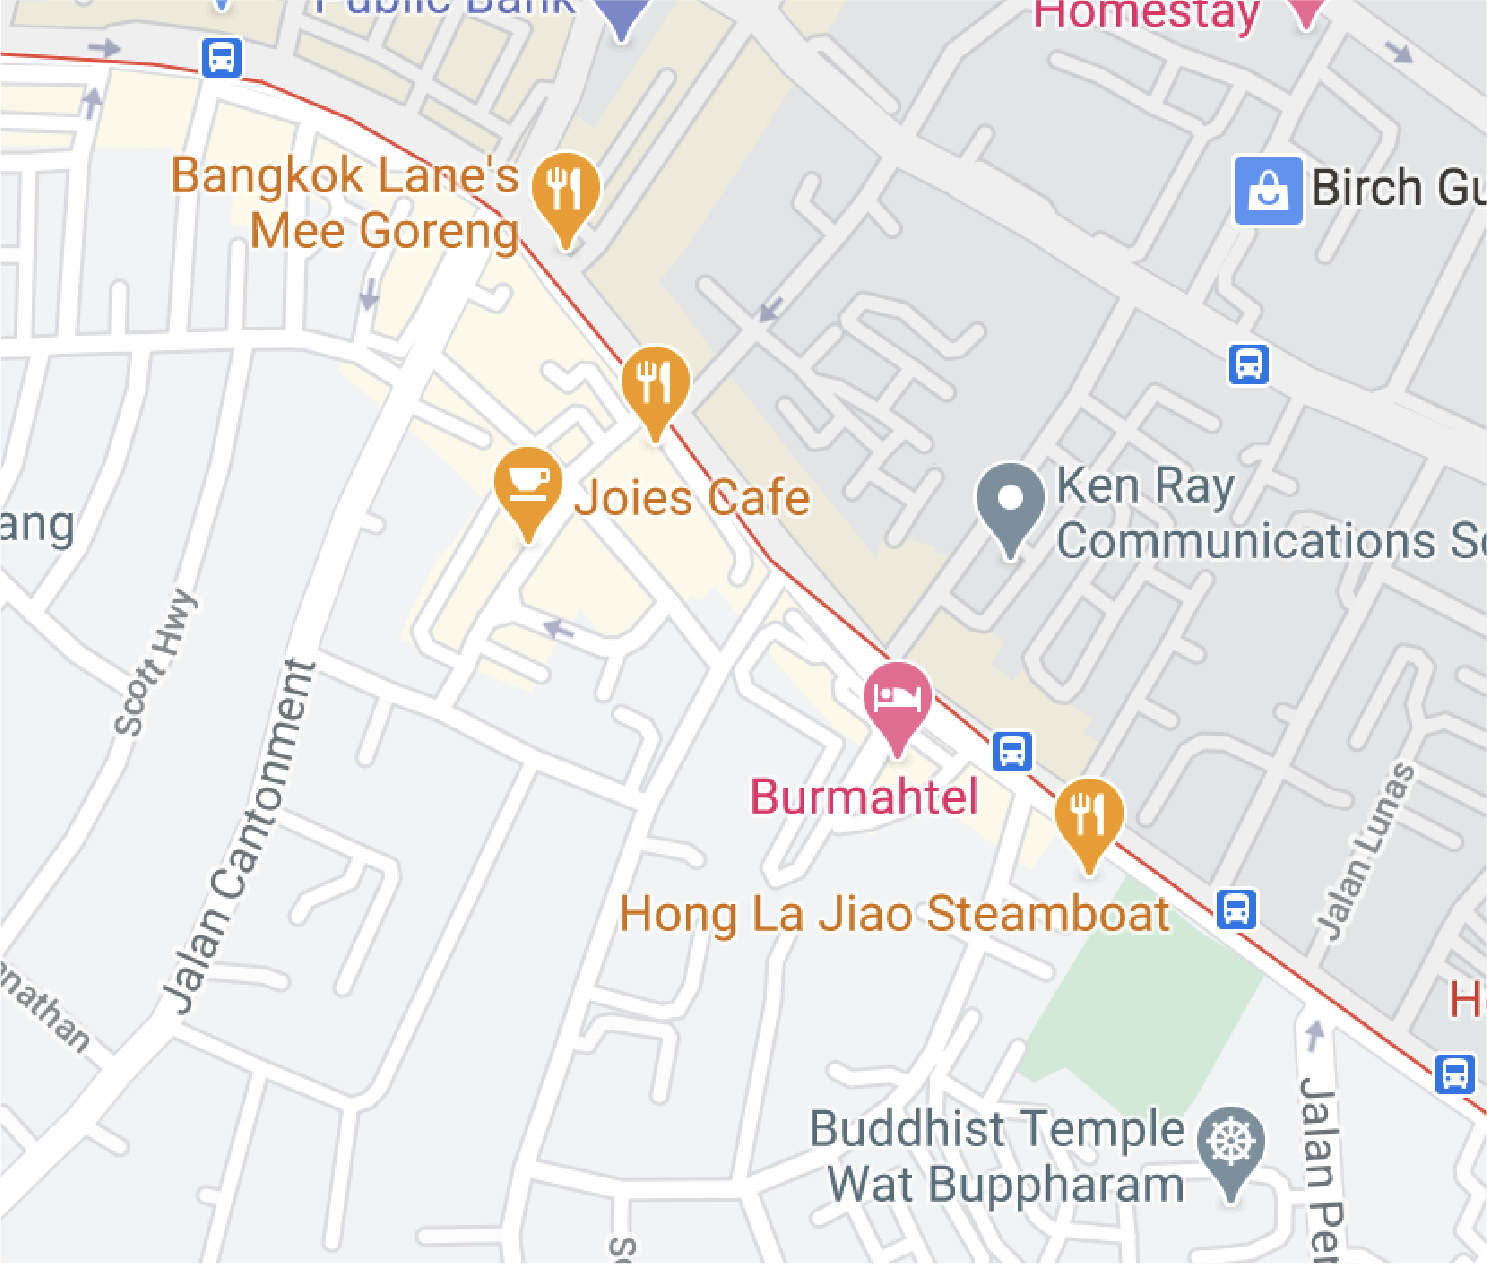 Public Bank
Homestay
Bangkok Lane's
Mee Goreng
Birch Gu
Joies Cafe
Ken Ray
Communications So
ang
Scott Hwy
Jalan Cantonment
Burmahtel
Jalan Lunas
Hong La Jiao Steamboat
nathan
H
Buddhist Temple
Wat Buppharam
Jalan Per
So